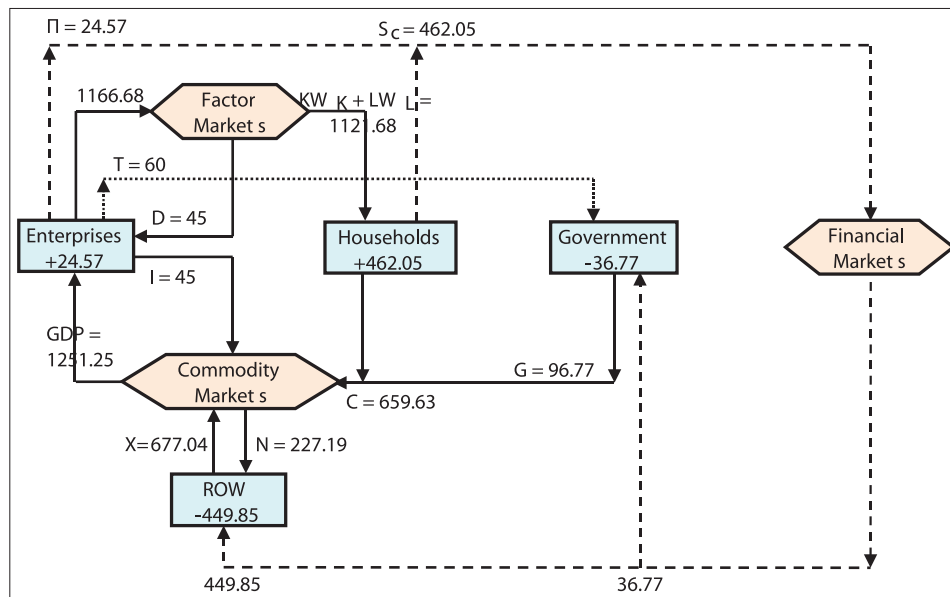 Π = 24.57
S C = 462.05
1166.68
Factor
Market s
KW K + LW L =
1121.68
T = 60
D = 45
Enterprises
+24.57
Households
+462.05
Government
-36.77
Financial
Market s
I = 45
GDP =
1251.25
Commodity
Market s
G = 96.77
C = 659.63
X=677.04
N = 227.19
ROW
-449.85
449.85
36.77